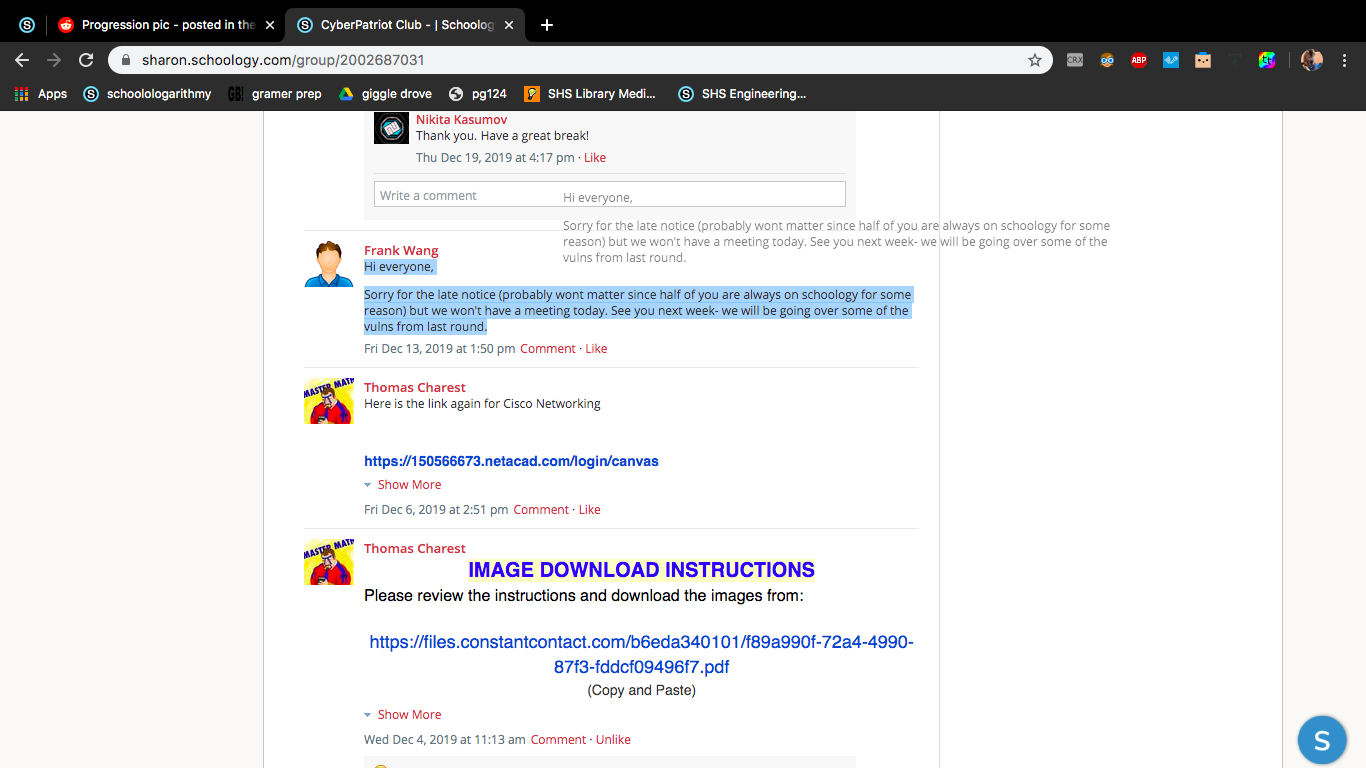 Progression pic - posted in the
CyberPatriot Club - | Schoolog
sharon.schoology.com/group/2002687031
CRX
ABP
Apps
schoolologarithmy
GB!
gramer prep
giggle drove
pg124
SHS Library Medi...
SHS Engineering...
Nikita Kasumov
Thank you. Have a great break!
Thu Dec 19, 2019 at 4:17 pm · Like
Write a comment
Hi everyone,
Sorry for the late notice (probably wont matter since half of you are always on schoology for some
reason) but we won't have a meeting today. See you next week- we will be going over some of the
vulns from last round.
Frank Wang
Hi everyone,
Sorry for the late notice (probably wont matter since half of you are always on schoology for some
reason) but we won't have a meeting today. See you next week- we will be going over some of the
vulns from last round.
Fri Dec 13, 2019 at 1:50 pm Comment · Like
MASTER MATH
Thomas Charest
Here is the link again for Cisco Networking
https://150566673.netacad.com/login/canvas
Show More
Fri Dec 6, 2019 at 2:51 pm Comment · Like
MASTER MATH
Thomas Charest
IMAGE DOWNLOAD INSTRUCTIONS
Please review the instructions and download the images from:
https://files.constantcontact.com/b6eda340101/f89a990f-72a4-4990-
87f3-fddcf09496f7.pdf
(Copy and Paste)
Show More
Wed Dec 4, 2019 at 11:13 am Comment · Unlike
S